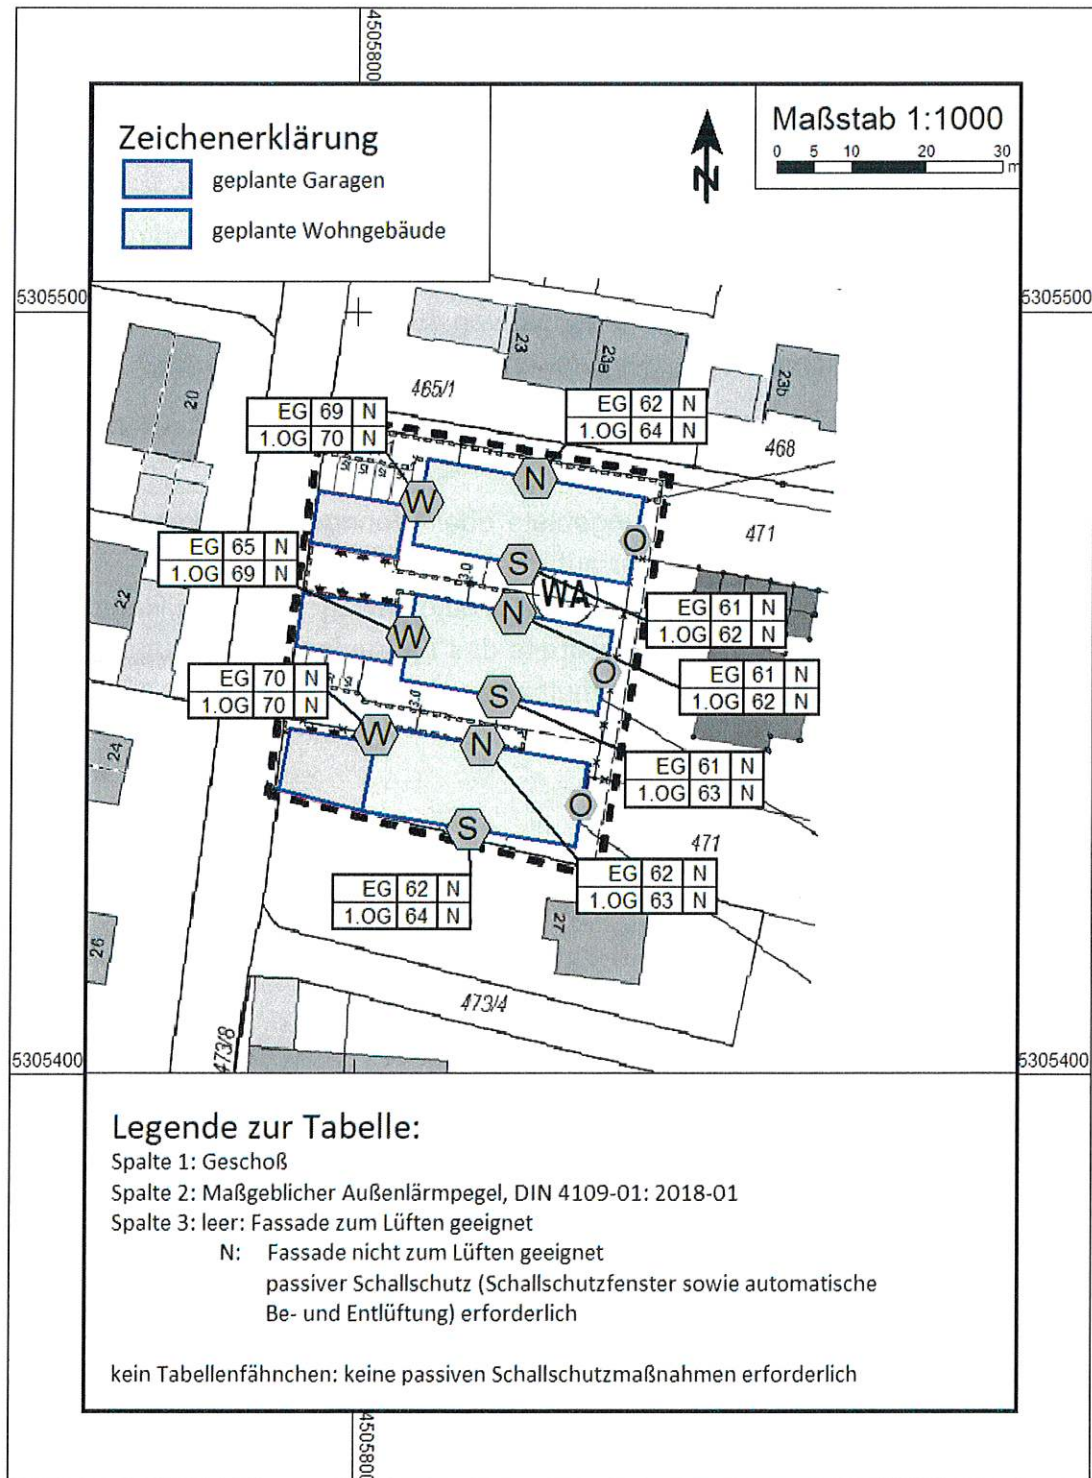 4505800
Zeichenerklärung
geplante Garagen
geplante Wohngebäude
N
Maßstab 1:1000
0 5 10 20 30 m
5305500
5305500
23
23a
23b
20
465/1
468
EG 69 N
1.OG 70 N
EG 62 N
1.OG 64 N
N
W
O
471
S
3.0
EG 65 N
1.OG 69 N
WA
EG 61 N
1.OG 62 N
22
N
W
O
EG 61 N
1.OG 62 N
EG 70 N
1.OG 70 N
S
3.0
W
N
24
EG 61 N
1.OG 63 N
O
S
471
EG 62 N
1.OG 64 N
EG 62 N
1.OG 63 N
27
26
473/4
473/8
5305400
5305400
Legende zur Tabelle:
Spalte 1: Geschoß
Spalte 2: Maßgeblicher Außenlärmpegel, DIN 4109-01: 2018-01
Spalte 3: leer: Fassade zum Lüften geeignet
N: Fassade nicht zum Lüften geeignet
passiver Schallschutz (Schallschutzfenster sowie automatische
Be- und Entlüftung) erforderlich
kein Tabellenfähnchen: keine passiven Schallschutzmaßnahmen erforderlich
4505800